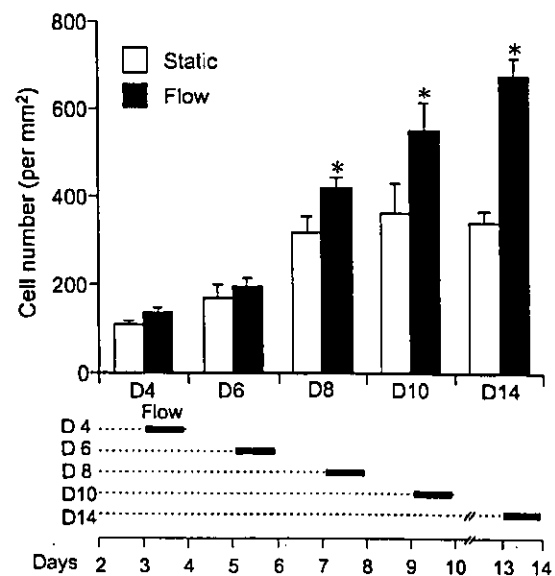 800
600
400
200
0
Cell number (per mm²)
Static
Flow
*
*
*
D4 D6 D8 D10 D14
Flow
D 4
D 6
D 8
D10
D14
Days 2 3 4 5 6 7 8 9 10 13 14